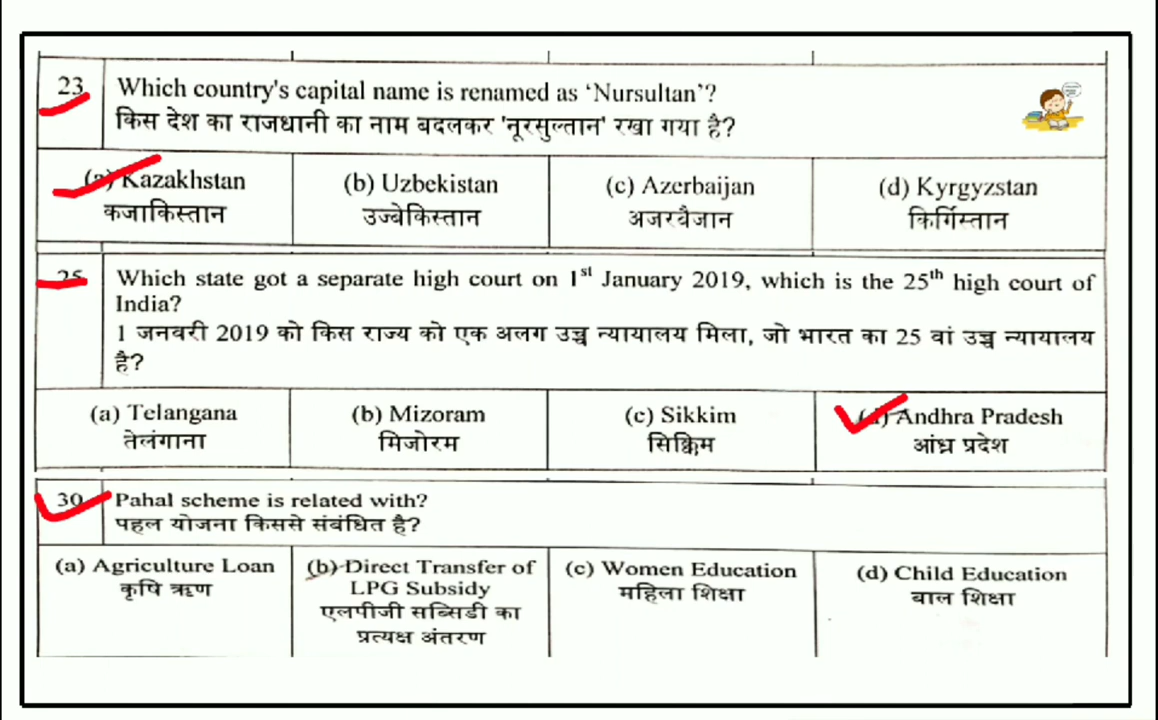 23
Which country's capital name is renamed as ‘Nursultan’?
किस देश का राजधानी का नाम बदलकर 'नूरसुल्तान' रखा गया है?
(a) Kazakhstan
कजाकिस्तान
(b) Uzbekistan
उज्बेकिस्तान
(c) Azerbaijan
अजरबैजान
(d) Kyrgyzstan
किर्गिस्तान
25
Which state got a separate high court on 1st January 2019, which is the 25th high court of
India?
1 जनवरी 2019 को किस राज्य को एक अलग उच्च न्यायालय मिला, जो भारत का 25 वां उच्च न्यायालय
है?
(a) Telangana
तेलंगाना
(b) Mizoram
मिजोरम
(c) Sikkim
सिक्किम
(d) Andhra Pradesh
आंध्र प्रदेश
30
Pahal scheme is related with?
पहल योजना किससे संबंधित है?
(a) Agriculture Loan
कृषि ऋण
(b) Direct Transfer of
LPG Subsidy
एलपीजी सब्सिडी का
प्रत्यक्ष अंतरण
(c) Women Education
महिला शिक्षा
(d) Child Education
बाल शिक्षा